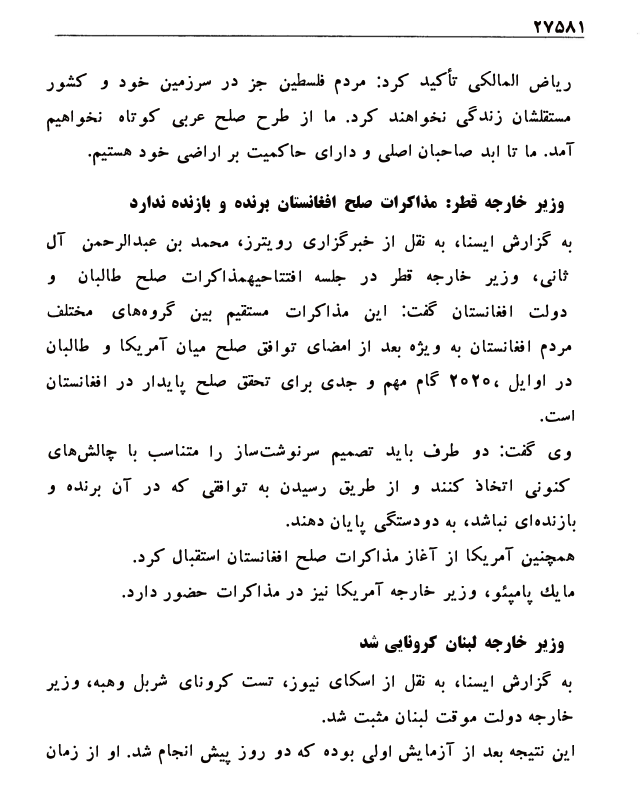 ۲۷۵۸۱
ریاض المالکی تأکید کرد: مردم فلسطین جز در سرزمین خود و کشور
مستقلشان زندگی نخواهند کرد. ما از طرح صلح عربی کوتاه نخواهیم
آمد. ما تا ابد صاحبان اصلی و دارای حاکمیت بر اراضی خود هستیم.
وزیر خارجه قطر: مذاکرات صلح افغانستان برنده و بازنده ندارد
به گزارش ایسنا، به نقل از خبرگزاری رویترز، محمد بن عبدالرحمن آل
ثانی، وزیر خارجه قطر در جلسه افتتاحیهمذاکرات صلح طالبان و
دولت افغانستان گفت: این مذاکرات مستقیم بین گروه‌های مختلف
مردم افغانستان به ویژه بعد از امضای توافق صلح میان آمریکا و طالبان
در اوایل ،۲۰۲۰ گام مهم و جدی برای تحقق صلح پایدار در افغانستان
است.
وی گفت: دو طرف باید تصمیم سرنوشت‌ساز را متناسب با چالش‌های
کنونی اتخاذ کنند و از طریق رسیدن به توافقی که در آن برنده و
بازنده‌ای نباشد، به دودستگی پایان دهند.
همچنین آمریکا از آغاز مذاکرات صلح افغانستان استقبال کرد.
مایك پامپئو، وزیر خارجه آمریکا نیز در مذاکرات حضور دارد.
وزیر خارجه لبنان کرونایی شد
به گزارش ایسنا، به نقل از اسکای نیوز، تست کرونای شربل وهبه، وزیر
خارجه دولت موقت لبنان مثبت شد.
این نتیجه بعد از آزمایش اولی بوده که دو روز پیش انجام شد. او از زمان